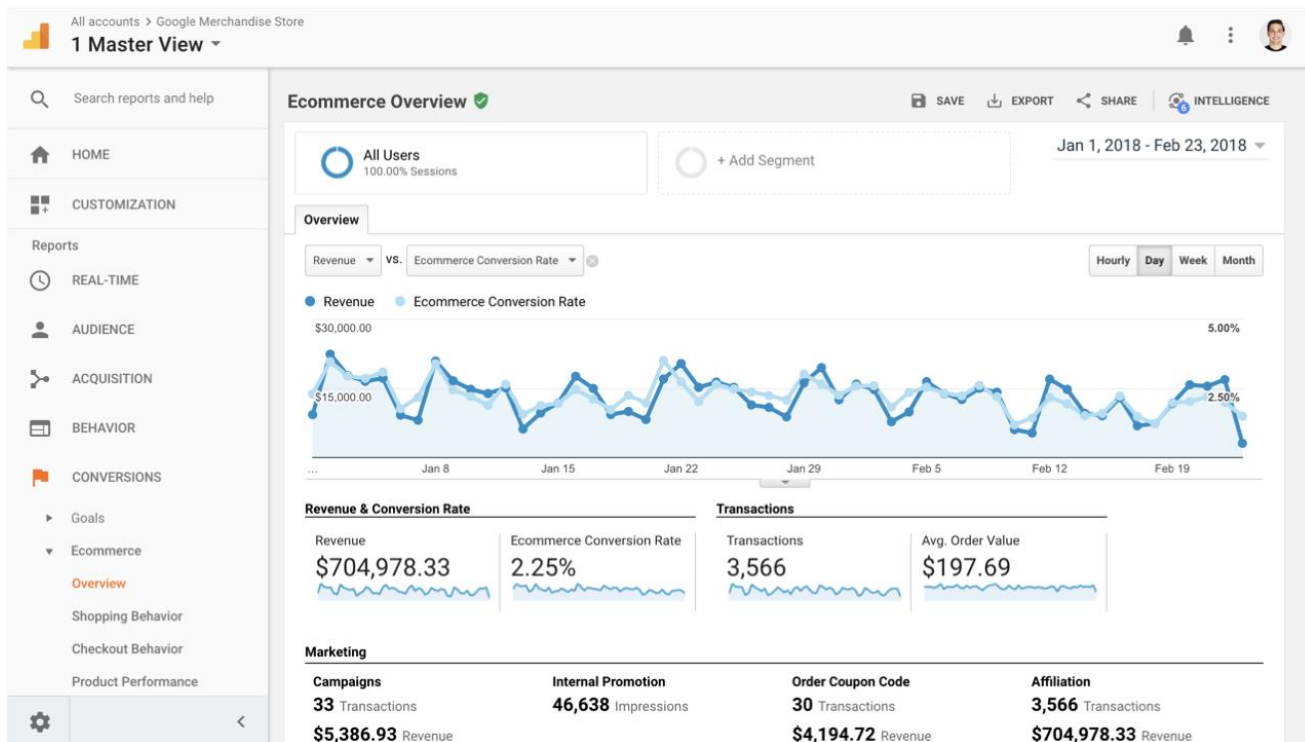 All accounts > Google Merchandise Store
1 Master View
Search reports and help
HOME
CUSTOMIZATION
Reports
REAL-TIME
AUDIENCE
ACQUISITION
BEHAVIOR
CONVERSIONS
Goals
Ecommerce
Overview
Shopping Behavior
Checkout Behavior
Product Performance
Ecommerce Overview
SAVE EXPORT SHARE 6 INTELLIGENCE
All Users
100.00% Sessions
+ Add Segment
Jan 1, 2018 - Feb 23, 2018
Overview
Revenue VS. Ecommerce Conversion Rate
Hourly Day Week Month
Revenue Ecommerce Conversion Rate
$30,000.00 5.00%
$15,000.00 2.50%
... Jan 8 Jan 15 Jan 22 Jan 29 Feb 5 Feb 12 Feb 19
Revenue & Conversion Rate Transactions
Revenue Ecommerce Conversion Rate Transactions Avg. Order Value
$704,978.33 2.25% 3,566 $197.69
Marketing
Campaigns Internal Promotion Order Coupon Code Affiliation
33 Transactions 46,638 Impressions 30 Transactions 3,566 Transactions
$5,386.93 Revenue $4,194.72 Revenue $704,978.33 Revenue